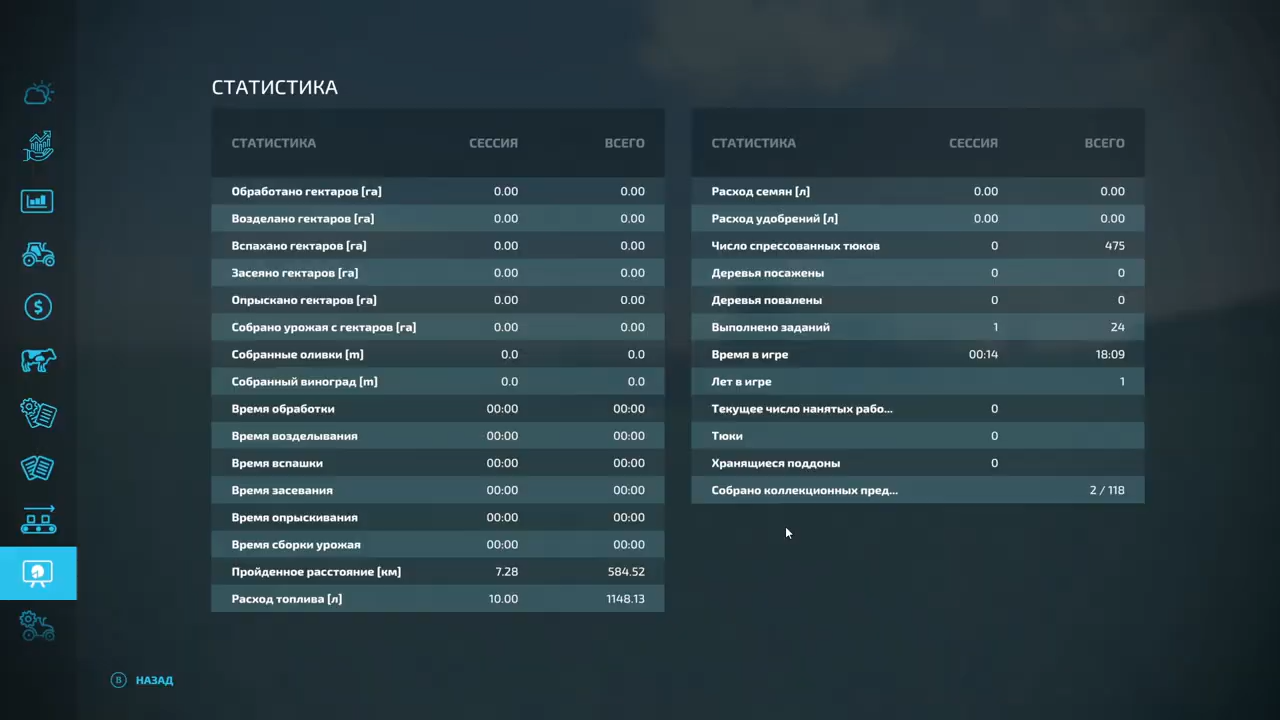 СТАТИСТИКА
СТАТИСТИКА СЕССИЯ ВСЕГО
Обработано гектаров [га] 0.00 0.00
Возделано гектаров [га] 0.00 0.00
Вспахано гектаров [га] 0.00 0.00
Засеяно гектаров [га] 0.00 0.00
Опрыскано гектаров [га] 0.00 0.00
Собрано урожая с гектаров [га] 0.00 0.00
Собранные оливки [m] 0.0 0.0
Собранный виноград [m] 0.0 0.0
Время обработки 00:00 00:00
Время возделывания 00:00 00:00
Время вспашки 00:00 00:00
Время засевания 00:00 00:00
Время опрыскивания 00:00 00:00
Время сборки урожая 00:00 00:00
Пройденное расстояние [км] 7.28 584.52
Расход топлива [л] 10.00 1148.13
СТАТИСТИКА СЕССИЯ ВСЕГО
Расход семян [л] 0.00 0.00
Расход удобрений [л] 0.00 0.00
Число спрессованных тюков 0 475
Деревья посажены 0 0
Деревья повалены 0 0
Выполнено заданий 1 24
Время в игре 00:14 18:09
Лет в игре 1
Текущее число нанятых рабо... 0
Тюки 0
Хранящиеся поддоны 0
Собрано коллекционных пред... 2 / 118
B НАЗАД